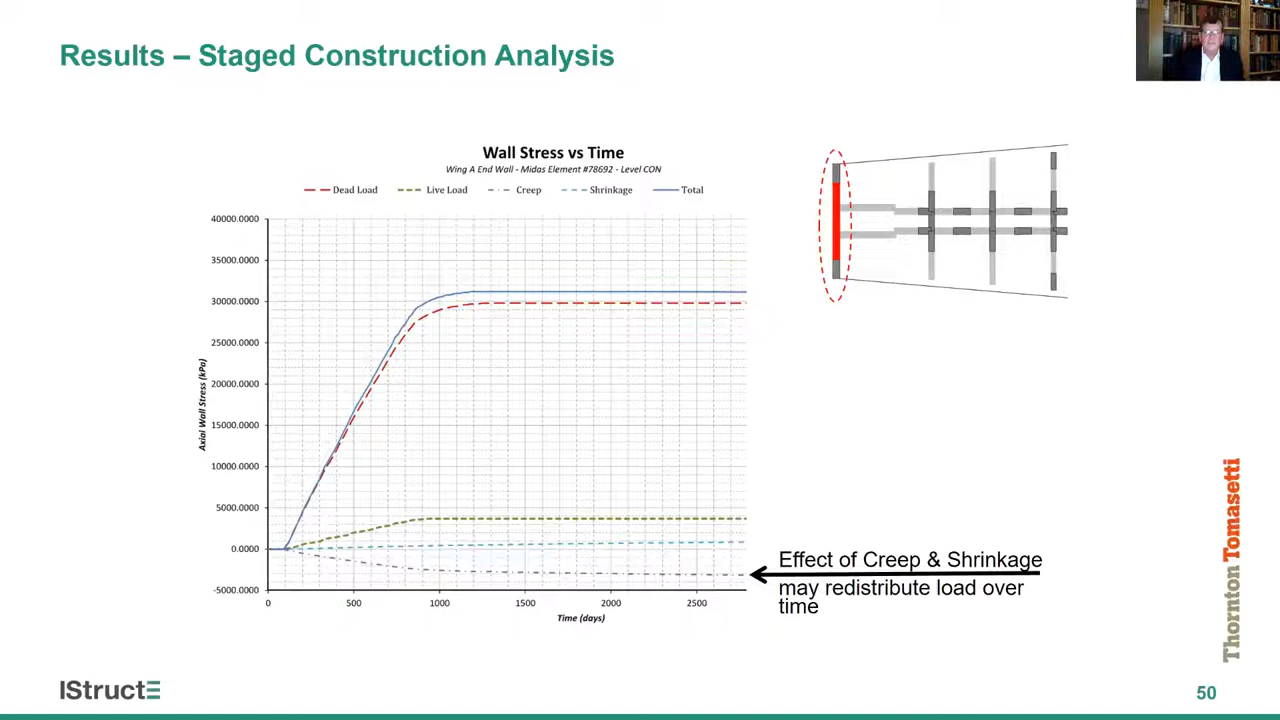 Results – Staged Construction Analysis
Wall Stress vs Time
Wing A End Wall - Midas Element #78692 - Level CON
Dead Load Live Load Creep Shrinkage Total
40000.0000
35000.0000
30000.0000
25000.0000
20000.0000
15000.0000
10000.0000
5000.0000
0.0000
-5000.0000
Axial Wall Stress (kPa)
0 500 1000 1500 2000 2500
Time (days)
Effect of Creep & Shrinkage
may redistribute load over
time
Thornton Tomasetti
IStructE
50